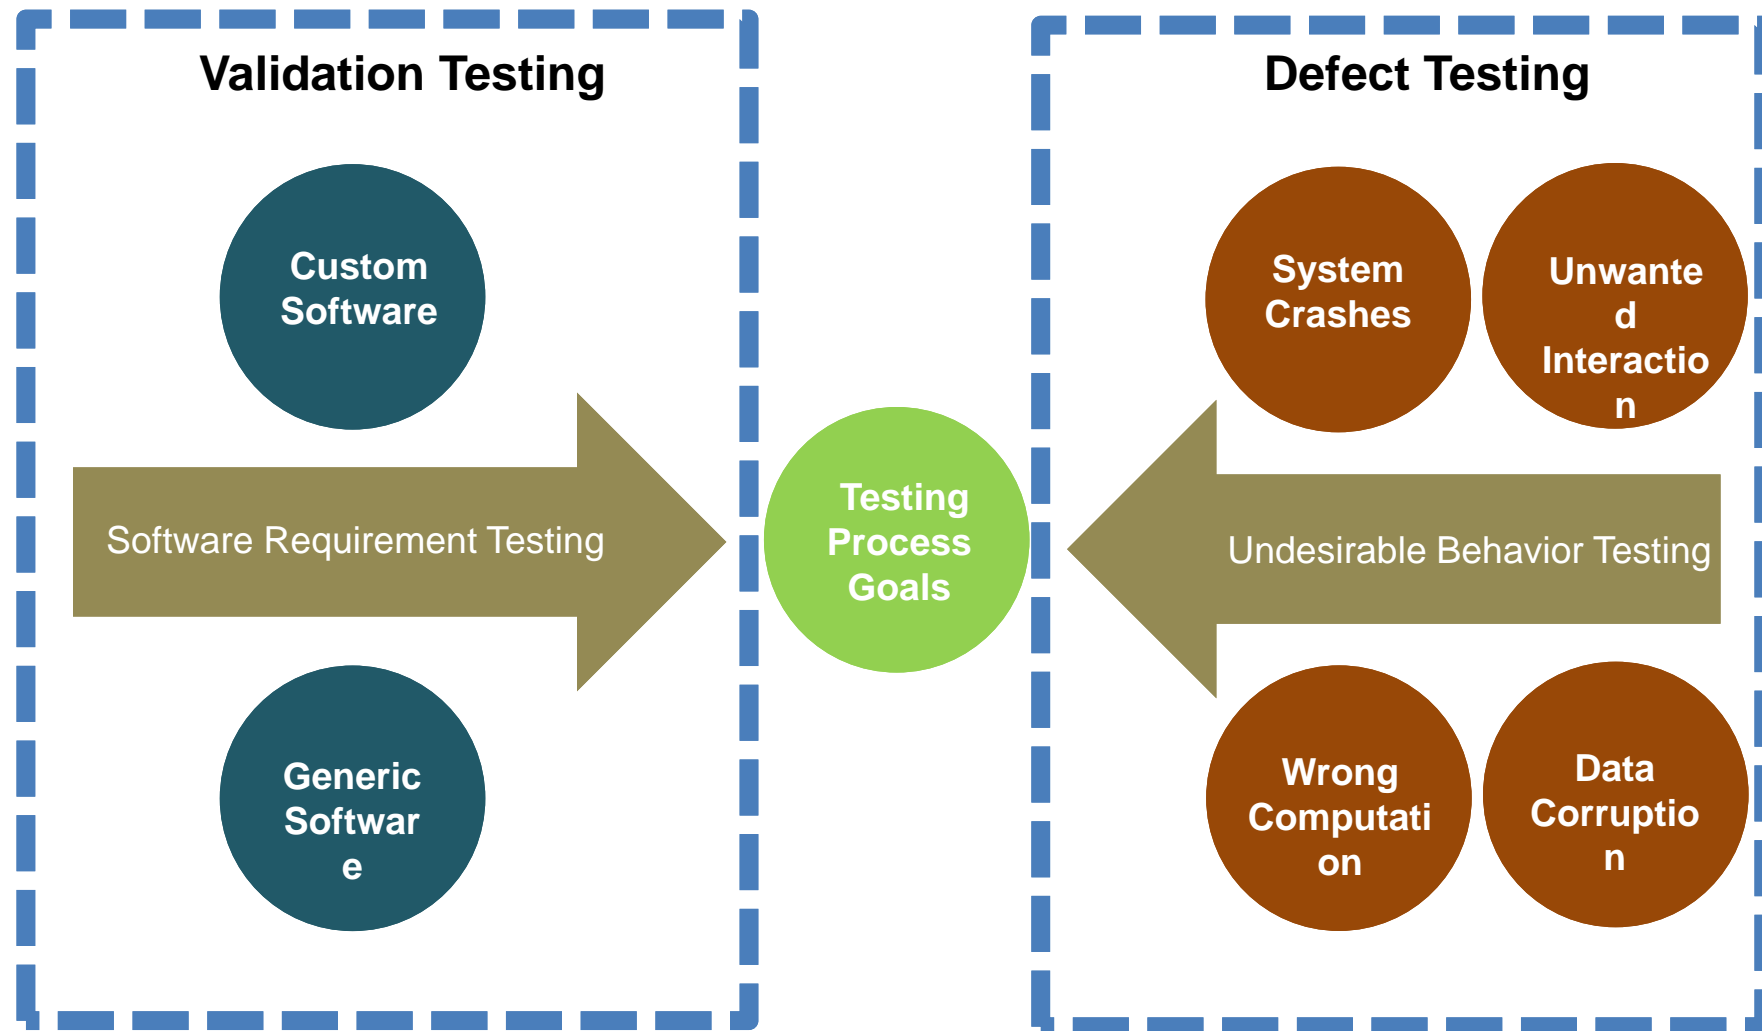 Validation Testing
Custom
Software
Software Requirement Testing
Generic
Softwar
e
Testing
Process
Goals
Defect Testing
System
Crashes
Unwante
d
Interactio
n
Undesirable Behavior Testing
Wrong
Computati
on
Data
Corruptio
n